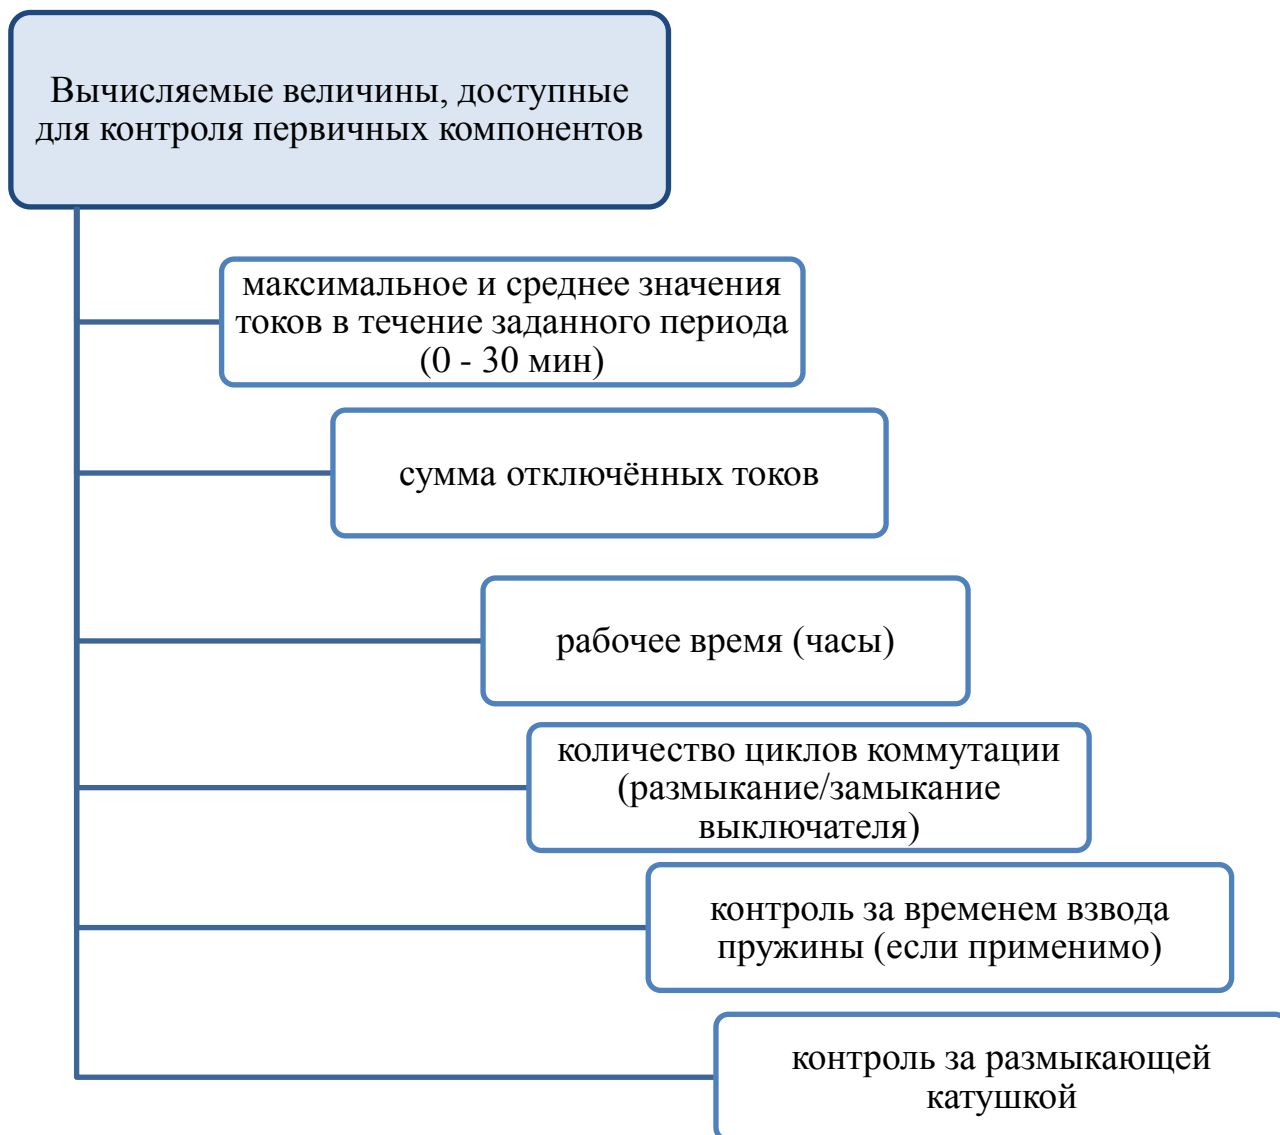 Вычисляемые величины, доступные
для контроля первичных компонентов
максимальное и среднее значения
токов в течение заданного периода
(0 - 30 мин)
сумма отключённых токов
рабочее время (часы)
количество циклов коммутации
(размыкание/замыкание
выключателя)
контроль за временем взвода
пружины (если применимо)
контроль за размыкающей
катушкой